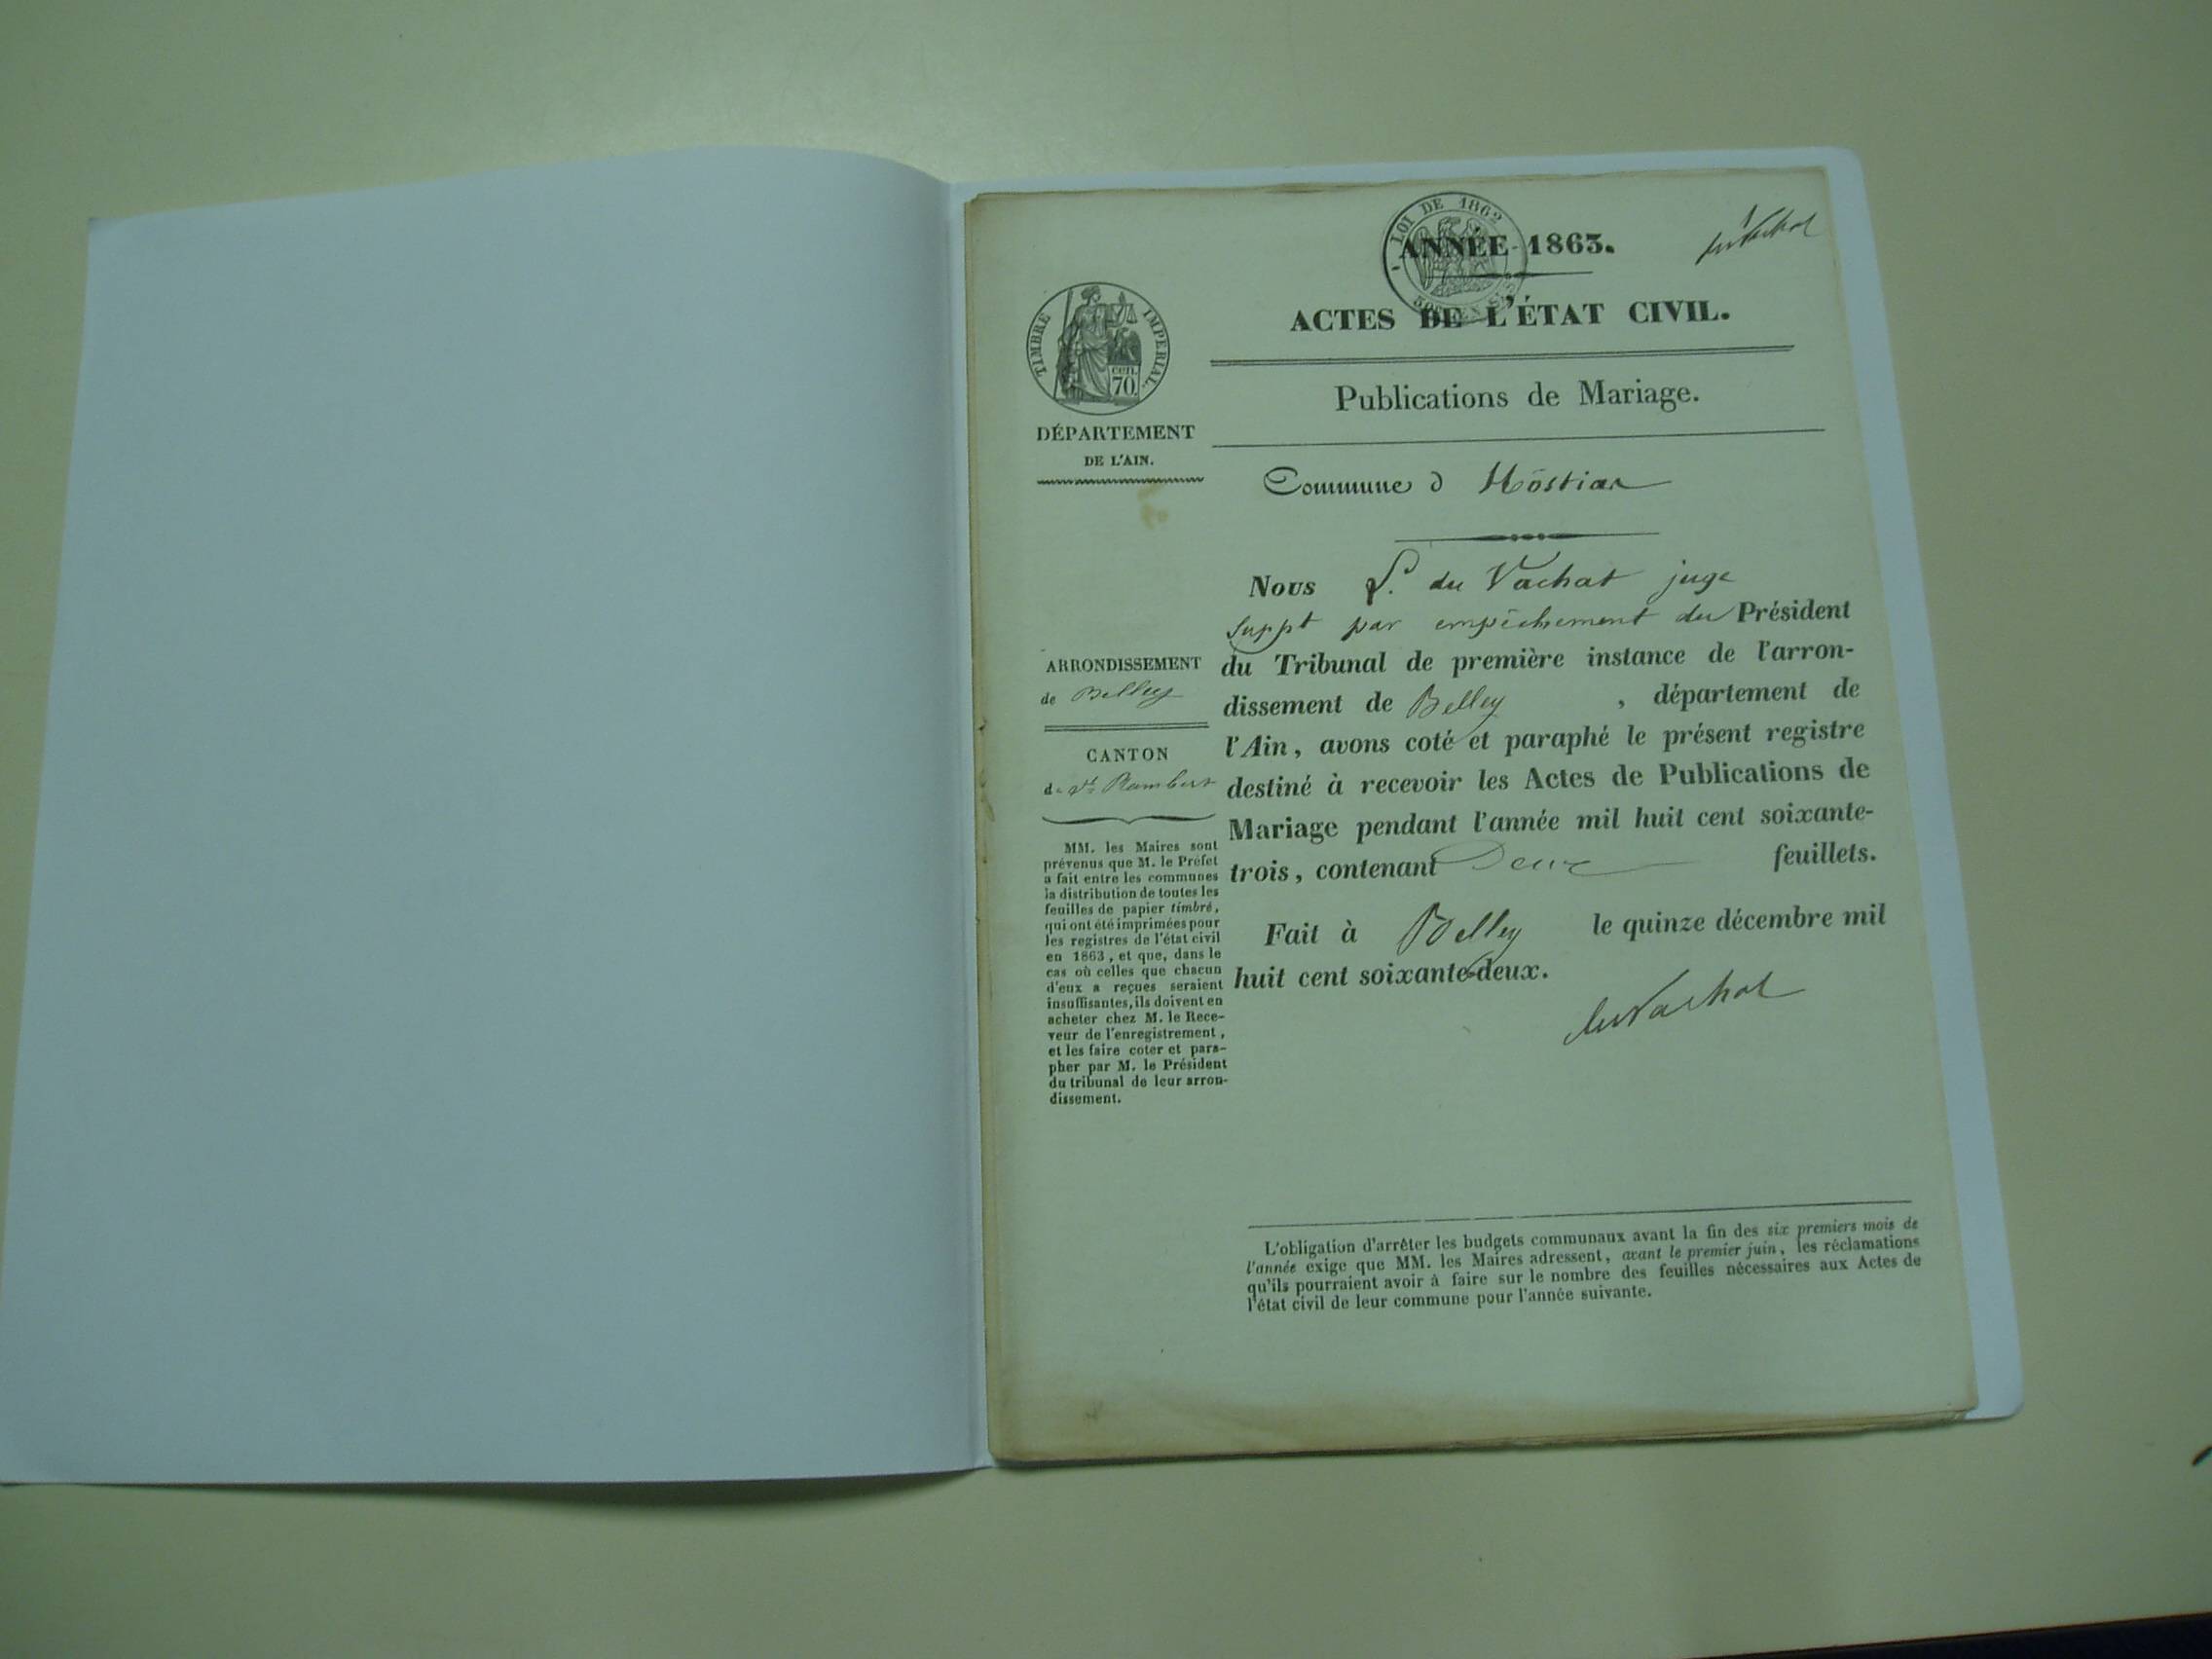 LOI DE 1862
ANNÉE 1863.
du Vachat
ACTES DE L'ÉTAT CIVIL.
TIMBRE IMPERIAL.
cen.
70.
Publications de Mariage.
DÉPARTEMENT
DE L'AIN.
Commune d Hostias
Nous du Vachat juge
suppt par empêchement du Président
du Tribunal de première instance de l'arron-
dissement de Belley , département de
l'Ain, avons coté et paraphé le présent registre
destiné à recevoir les Actes de Publications de
Mariage pendant l'année mil huit cent soixante-
trois, contenant Deux feuillets.
Fait à Belley le quinze décembre mil
huit cent soixante-deux.
du Vachat
ARRONDISSEMENT
de Belley
CANTON
de St Rambert
MM. les Maires sont
prévenus que M. le Préfet
a fait entre les communes
la distribution de toutes les
feuilles de papier timbré,
qui ont été imprimées pour
les registres de l'état civil
en 1863, et que, dans le
cas où celles que chacun
d'eux a reçues seraient
insuffisantes, ils doivent en
acheter chez M. le Rece-
veur de l'enregistrement,
et les faire coter et para-
pher par M. le Président
du tribunal de leur arron-
dissement.
L'obligation d'arrêter les budgets communaux avant la fin des six premiers mois de
l'année exige que MM. les Maires adressent, avant le premier juin, les réclamations
qu'ils pourraient avoir à faire sur le nombre des feuilles nécessaires aux Actes de
l'état civil de leur commune pour l'année suivante.